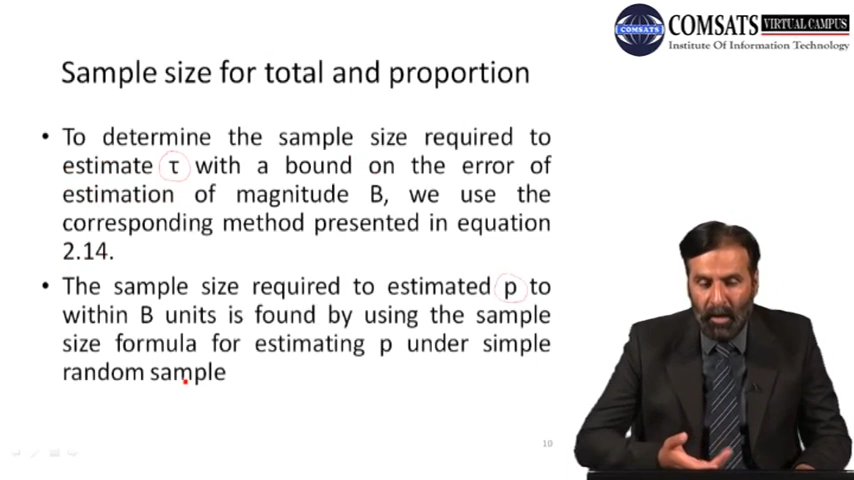 COMSATS
COMSATS VIRTUAL CAMPUS
Institute Of Information Technology
Sample size for total and proportion
• To determine the sample size required to
estimate τ with a bound on the error of
estimation of magnitude B, we use the
corresponding method presented in equation
2.14.
• The sample size required to estimated p to
within B units is found by using the sample
size formula for estimating p under simple
random sample
10